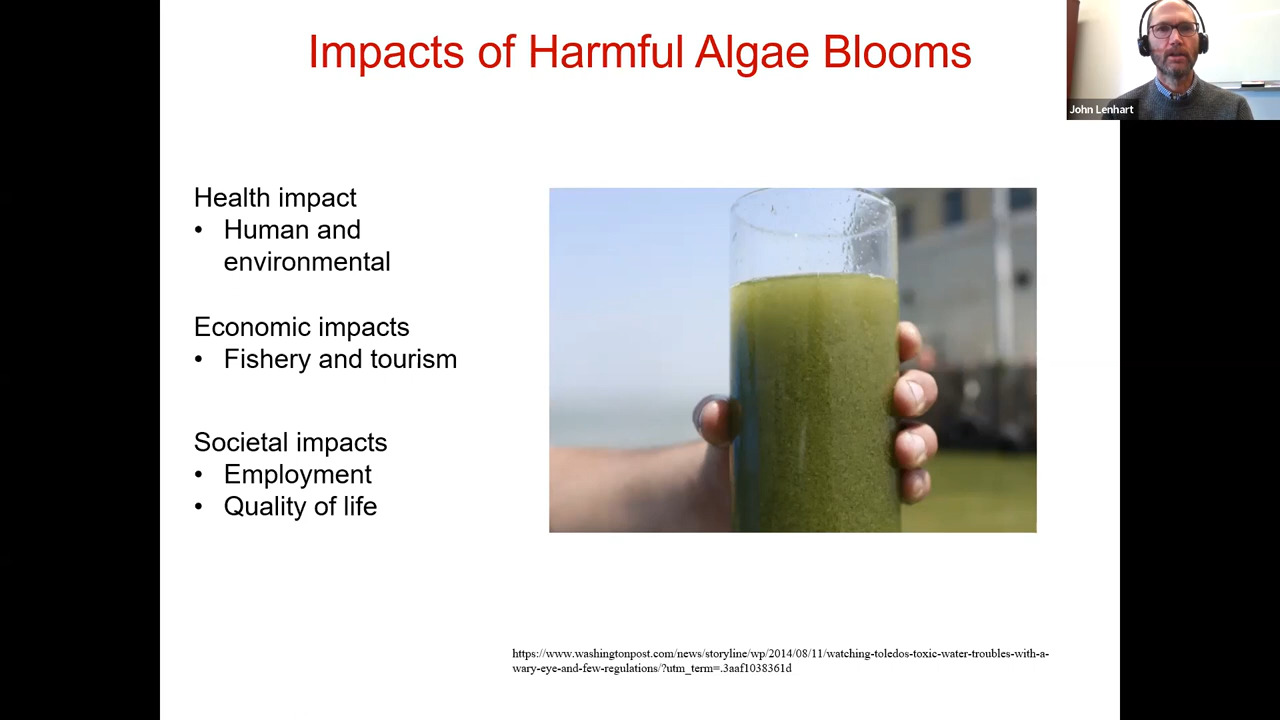 Impacts of Harmful Algae Blooms
John Lenhart
Health impact
• Human and
environmental
Economic impacts
• Fishery and tourism
Societal impacts
• Employment
• Quality of life
https://www.washingtonpost.com/news/storyline/wp/2014/08/11/watching-toledos-toxic-water-troubles-with-a-
wary-eye-and-few-regulations/?utm_term=.3aaf1038361d